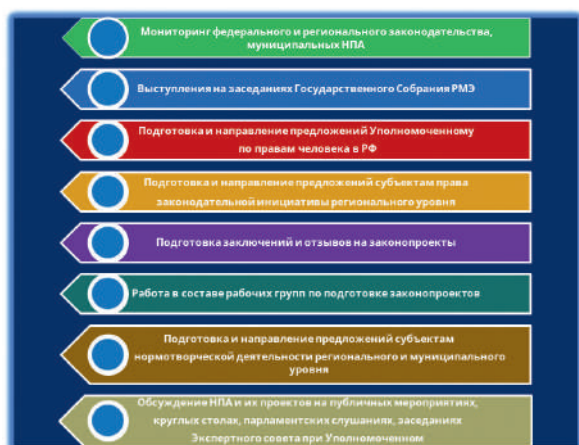 Мониторинг федерального и регионального законодательства,
муниципальных НПА
Выступления на заседаниях Государственного Собрания РМЭ
Подготовка и направление предложений Уполномоченному
по правам человека в РФ
Подготовка и направление предложений субъектам права
законодательной инициативы регионального уровня
Подготовка заключений и отзывов на законопроекты
Работа в составе рабочих групп по подготовке законопроектов
Подготовка и направление предложений субъектам
нормотворческой деятельности регионального и муниципального
уровня
Обсуждение НПА и их проектов на публичных мероприятиях,
круглых столах, парламентских слушаниях, заседаниях
Экспертного совета при Уполномоченном